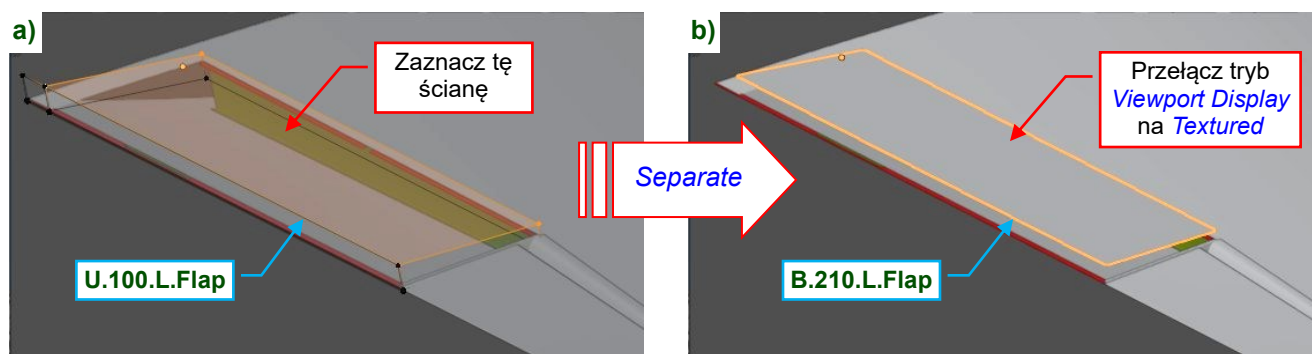 a)
Zaznacz tę
ścianę
U.100.L.Flap
Separate
b)
Przełącz tryb
Viewport Display
na Textured
B.210.L.Flap